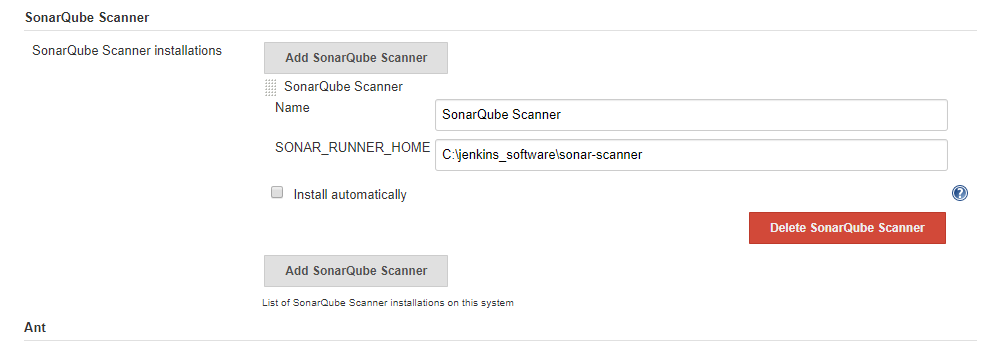 SonarQube Scanner
SonarQube Scanner installations
Add SonarQube Scanner
SonarQube Scanner
Name
SonarQube Scanner
SONAR_RUNNER_HOME
C:\jenkins_software\sonar-scanner
Install automatically
?
Delete SonarQube Scanner
Add SonarQube Scanner
List of SonarQube Scanner installations on this system
Ant